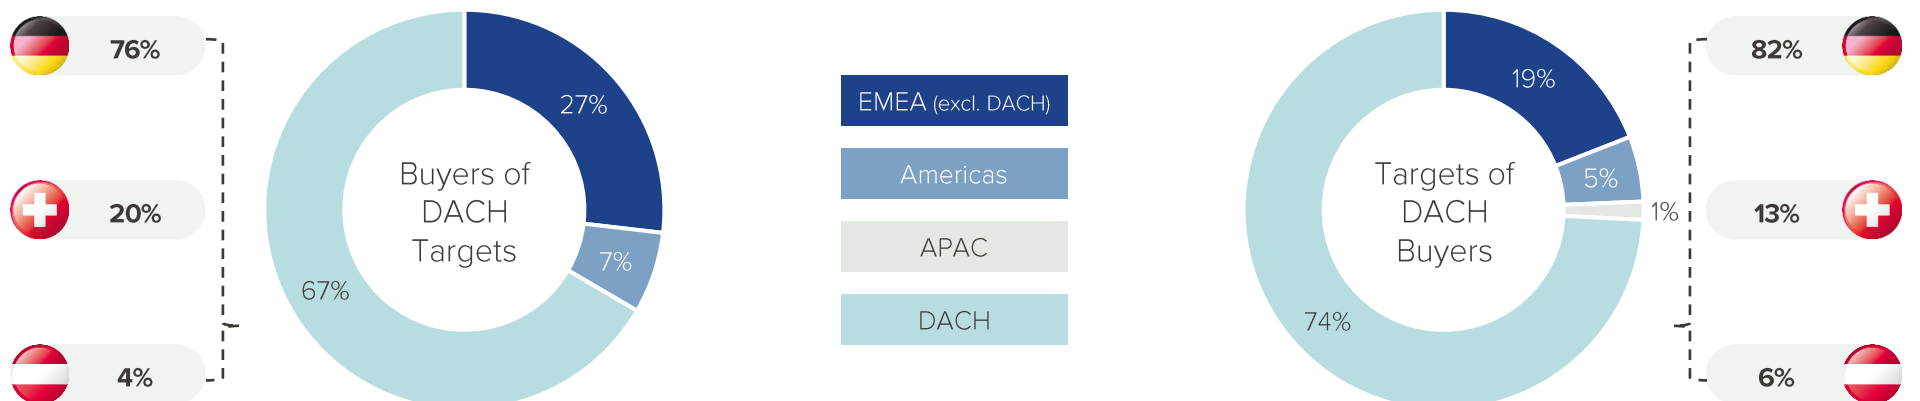 76%
20%
4%
27%
7%
67%
Buyers of
DACH
Targets
EMEA (excl. DACH)
Americas
APAC
DACH
19%
5%
1%
74%
Targets of
DACH
Buyers
82%
13%
6%